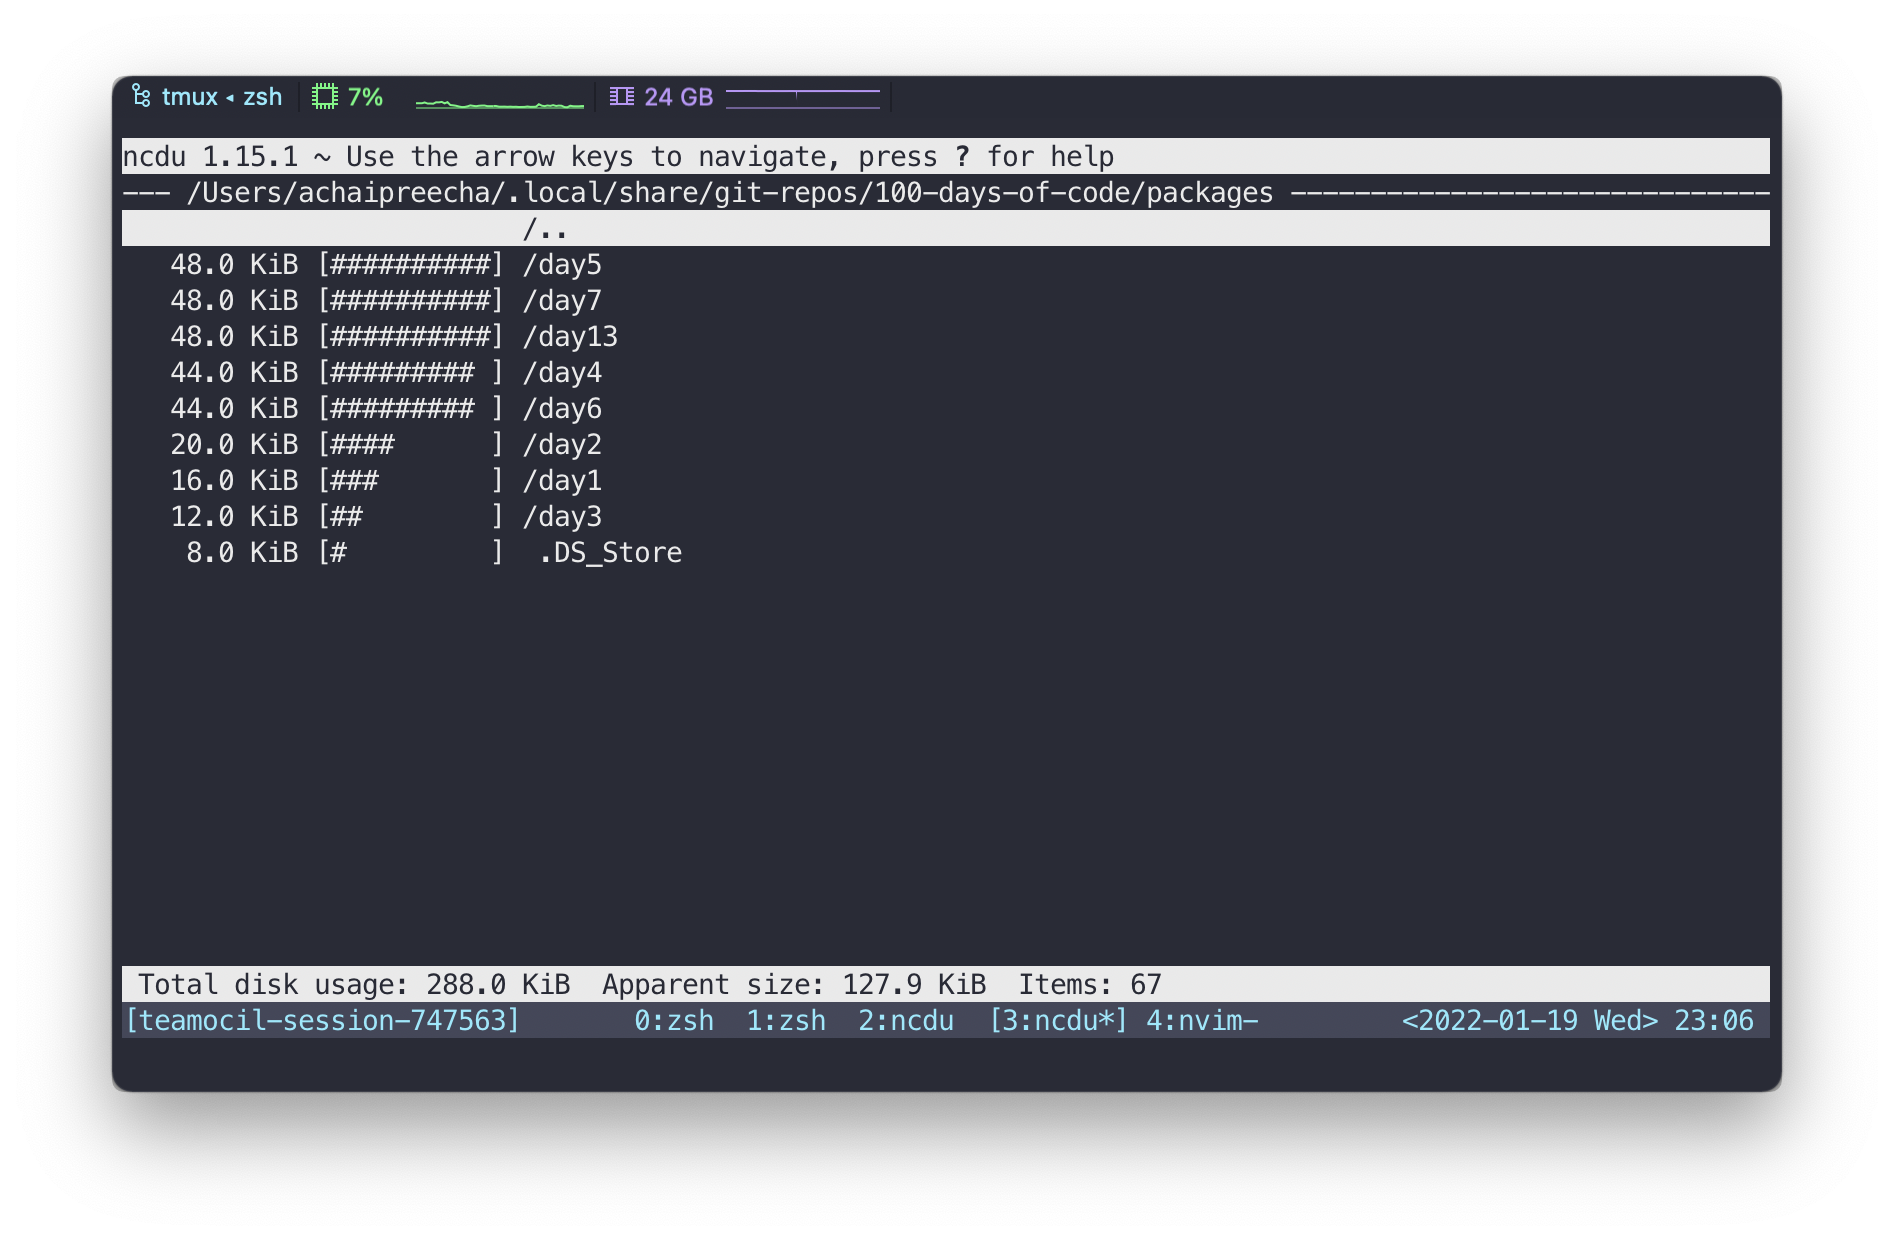 tmux ◂ zsh 7% 24 GB
ncdu 1.15.1 ~ Use the arrow keys to navigate, press ? for help
--- /Users/achaipreecha/.local/share/git-repos/100-days-of-code/packages ------------------------------
                         /..
   48.0 KiB [##########] /day5
   48.0 KiB [##########] /day7
   48.0 KiB [##########] /day13
   44.0 KiB [######### ] /day4
   44.0 KiB [######### ] /day6
   20.0 KiB [####      ] /day2
   16.0 KiB [###       ] /day1
   12.0 KiB [##        ] /day3
    8.0 KiB [#         ]  .DS_Store
 Total disk usage: 288.0 KiB  Apparent size: 127.9 KiB  Items: 67
[teamocil-session-747563]       0:zsh  1:zsh  2:ncdu  [3:ncdu*] 4:nvim-         <2022-01-19 Wed> 23:06